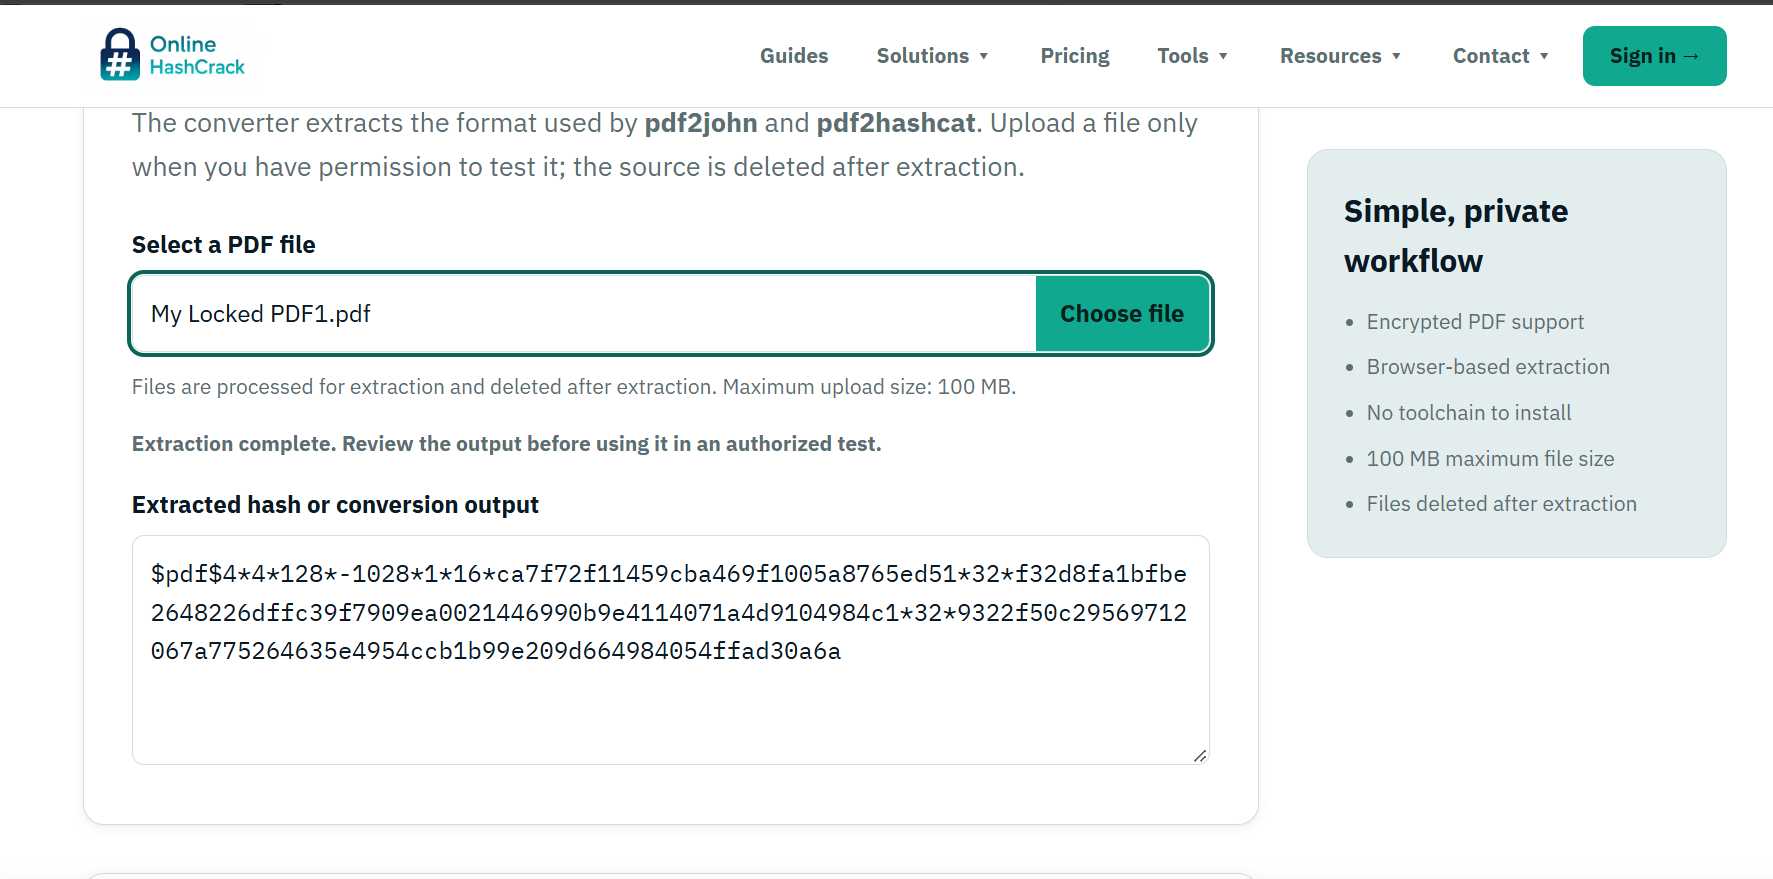 Online
HashCrack
Guides
Solutions ▾
Pricing
Tools ▾
Resources ▾
Contact ▾
Sign in →
The converter extracts the format used by pdf2john and pdf2hashcat. Upload a file only
when you have permission to test it; the source is deleted after extraction.
Select a PDF file
My Locked PDF1.pdf
Choose file
Files are processed for extraction and deleted after extraction. Maximum upload size: 100 MB.
Extraction complete. Review the output before using it in an authorized test.
Extracted hash or conversion output
$pdf$4*4*128*-1028*1*16*ca7f72f11459cba469f1005a8765ed51*32*f32d8fa1bfbe
2648226dffc39f7909ea0021446990b9e4114071a4d9104984c1*32*9322f50c29569712
067a775264635e4954ccb1b99e209d664984054ffad30a6a
Simple, private
workflow
• Encrypted PDF support
• Browser-based extraction
• No toolchain to install
• 100 MB maximum file size
• Files deleted after extraction